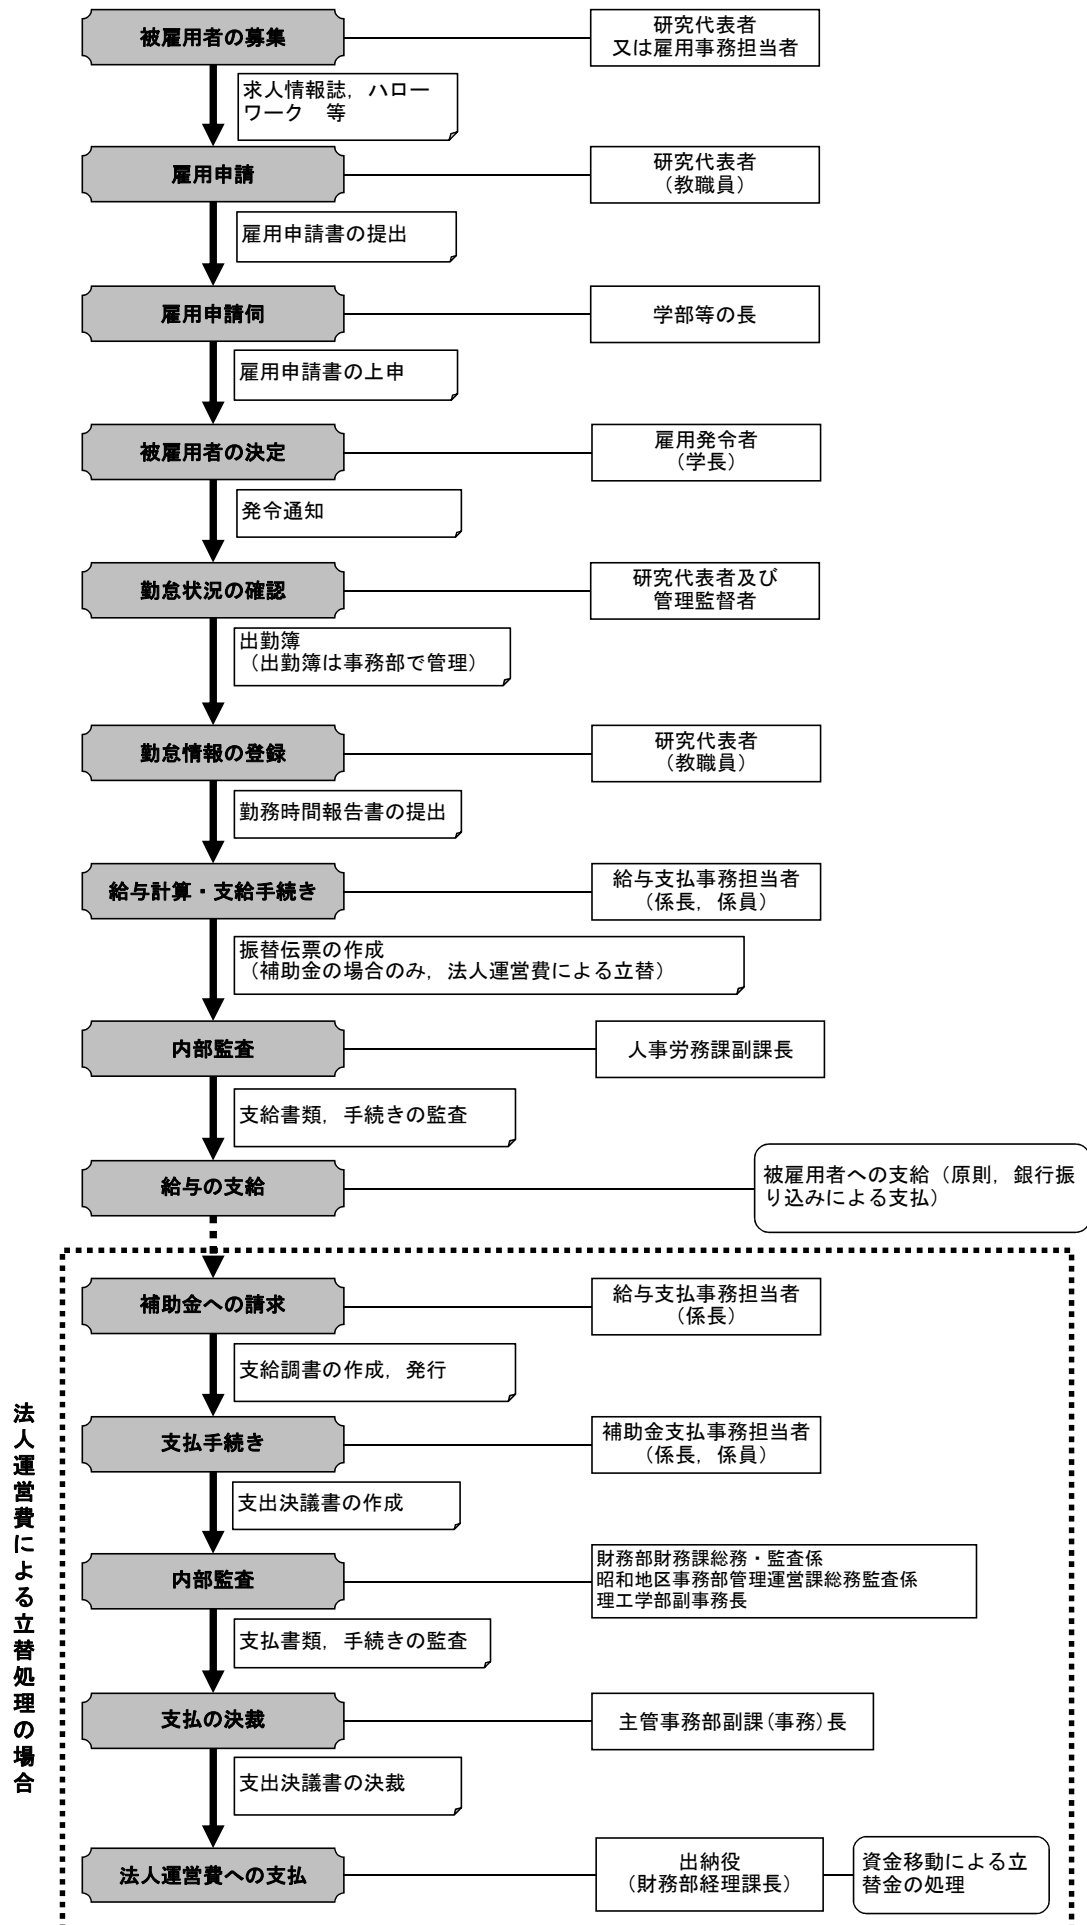 被雇用者の募集
研究代表者
又は雇用事務担当者
求人情報誌，ハロー
ワーク　等
雇用申請
研究代表者
（教職員）
雇用申請書の提出
雇用申請伺
学部等の長
雇用申請書の上申
被雇用者の決定
雇用発令者
（学長）
発令通知
勤怠状況の確認
研究代表者及び
管理監督者
出勤簿
（出勤簿は事務部で管理）
勤怠情報の登録
研究代表者
（教職員）
勤務時間報告書の提出
給与計算・支給手続き
給与支払事務担当者
（係長，係員）
振替伝票の作成
（補助金の場合のみ，法人運営費による立替）
内部監査
人事労務課副課長
支給書類，手続きの監査
給与の支給
被雇用者への支給（原則，銀行振
り込みによる支払）
法人運営費による立替処理の場合
補助金への請求
給与支払事務担当者
（係長）
支給調書の作成，発行
支払手続き
補助金支払事務担当者
（係長，係員）
支出決議書の作成
内部監査
財務部財務課総務・監査係
昭和地区事務部管理運営課総務監査係
理工学部副事務長
支払書類，手続きの監査
支払の決裁
主管事務部副課（事務）長
支出決議書の決裁
法人運営費への支払
出納役
（財務部経理課長）
資金移動による立
替金の処理